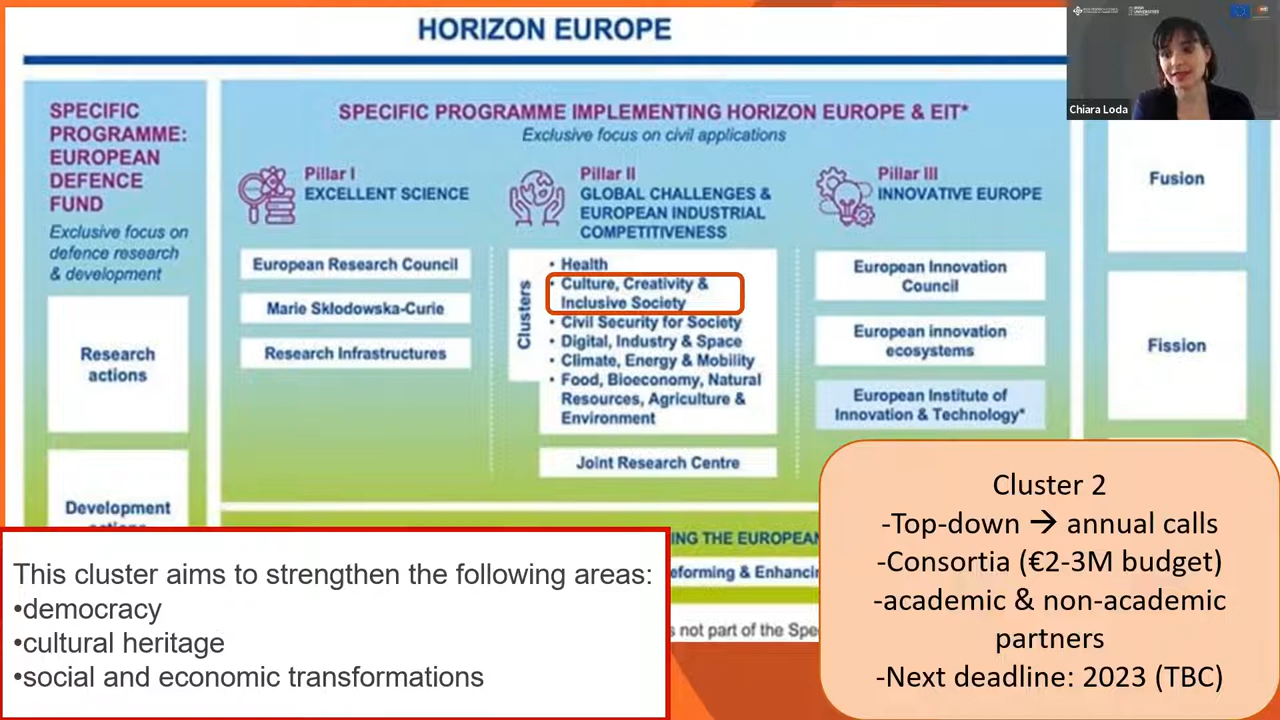 HORIZON EUROPE
Chiara Loda
SPECIFIC
PROGRAMME:
EUROPEAN
DEFENCE
FUND
Exclusive focus on
defence research
& development
Research
actions
Development
actions
SPECIFIC PROGRAMME IMPLEMENTING HORIZON EUROPE & EIT*
Exclusive focus on civil applications
Pillar I
EXCELLENT SCIENCE
European Research Council
Marie Skłodowska-Curie
Research Infrastructures
Pillar II
GLOBAL CHALLENGES &
EUROPEAN INDUSTRIAL
COMPETITIVENESS
Clusters
• Health
• Culture, Creativity &
Inclusive Society
• Civil Security for Society
• Digital, Industry & Space
• Climate, Energy & Mobility
• Food, Bioeconomy, Natural
Resources, Agriculture &
Environment
Joint Research Centre
Pillar III
INNOVATIVE EUROPE
European Innovation
Council
European innovation
ecosystems
European Institute of
Innovation & Technology*
Fusion
Fission
ING THE EUROPEAN
eforming & Enhancin
s not part of the Spe
This cluster aims to strengthen the following areas:
•democracy
•cultural heritage
•social and economic transformations
Cluster 2
-Top-down → annual calls
-Consortia (€2-3M budget)
-academic & non-academic
partners
-Next deadline: 2023 (TBC)